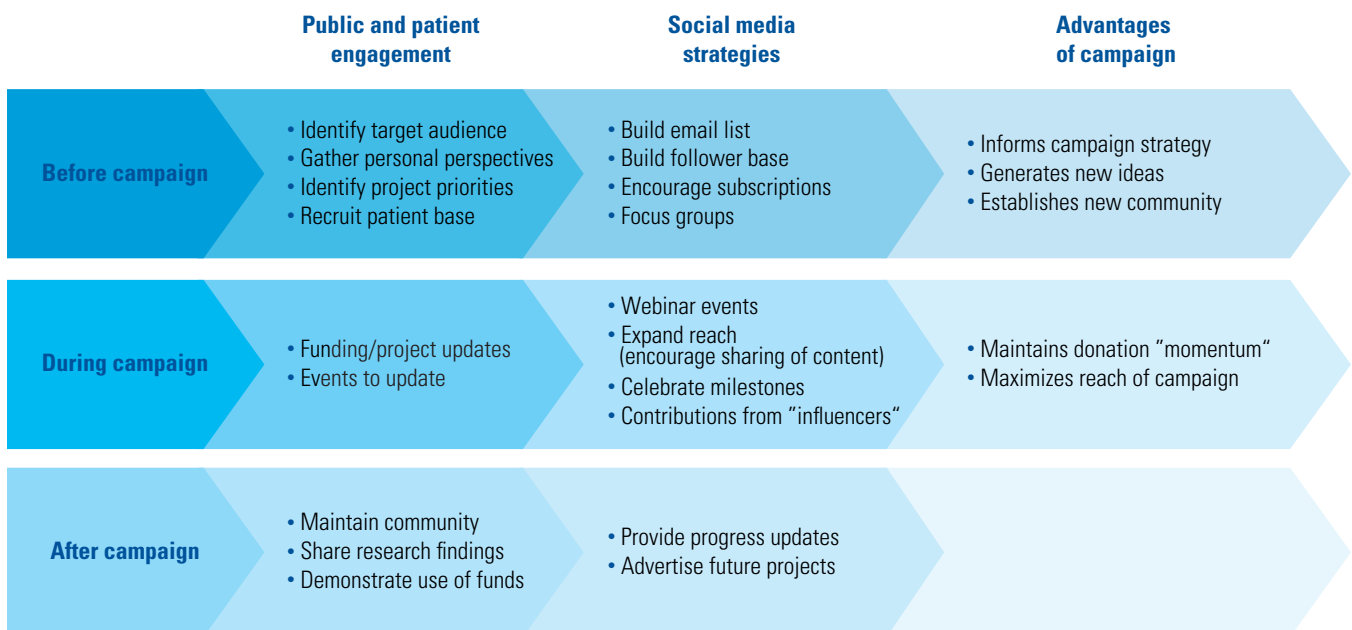 Public and patient
engagement
Social media
strategies
Advantages
of campaign
Before campaign
• Identify target audience
• Gather personal perspectives
• Identify project priorities
• Recruit patient base
• Build email list
• Build follower base
• Encourage subscriptions
• Focus groups
• Informs campaign strategy
• Generates new ideas
• Establishes new community
During campaign
• Funding/project updates
• Events to update
• Webinar events
• Expand reach
(encourage sharing of content)
• Celebrate milestones
• Contributions from ”influencers“
• Maintains donation ”momentum“
• Maximizes reach of campaign
After campaign
• Maintain community
• Share research findings
• Demonstrate use of funds
• Provide progress updates
• Advertise future projects